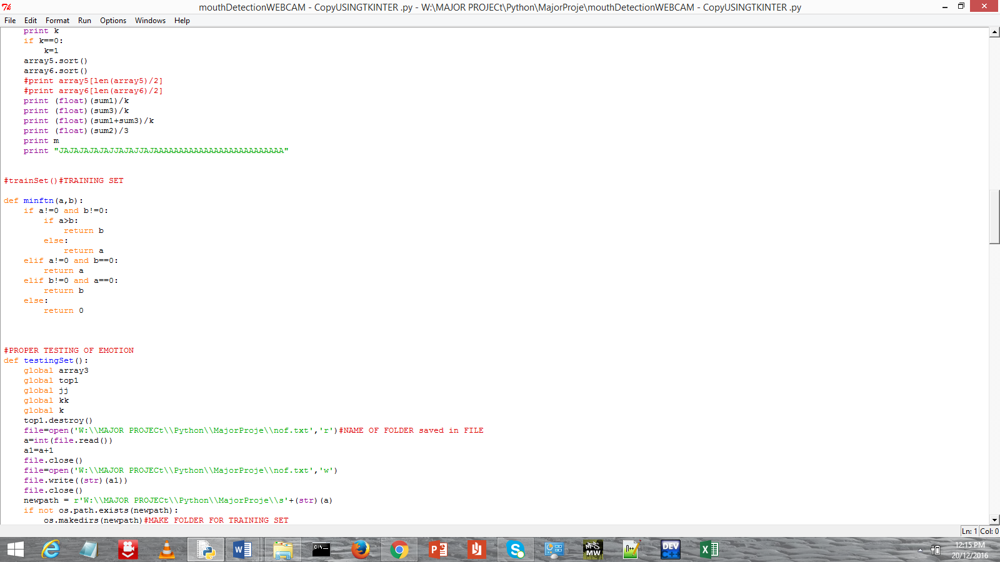 mouthDetectionWEBCAM - CopyUSINGTKINTER .py - W:\MAJOR PROJECt\Python\MajorProje\mouthDetectionWEBCAM - CopyUSINGTKINTER .py
File Edit Format Run Options Windows Help
    print k
    if k==0:
        k=1
    array5.sort()
    array6.sort()
    #print array5[len(array5)/2]
    #print array6[len(array6)/2]
    print (float)(sum1)/k
    print (float)(sum3)/k
    print (float)(sum1+sum3)/k
    print (float)(sum2)/3
    print m
    print "JAJAJAJAJAJJAJAJJAJAAAAAAAAAAAAAAAAAAAAAAAAAA"
#trainSet()#TRAINING SET
def minftn(a,b):
    if a!=0 and b!=0:
        if a>b:
            return b
        else:
            return a
    elif a!=0 and b==0:
        return a
    elif b!=0 and a==0:
        return b
    else:
        return 0
#PROPER TESTING OF EMOTION
def testingSet():
    global array3
    global top1
    global jj
    global kk
    global k
    top1.destroy()
    file=open('W:\\MAJOR PROJECt\\Python\\MajorProje\\nof.txt','r')#NAME OF FOLDER saved in FILE
    a=int(file.read())
    a1=a+1
    file.close()
    file=open('W:\\MAJOR PROJECt\\Python\\MajorProje\\nof.txt','w')
    file.write((str)(a1))
    file.close()
    newpath = r'W:\\MAJOR PROJECt\\Python\\MajorProje\\s'+(str)(a)
    if not os.path.exists(newpath):
        os.makedirs(newpath)#MAKE FOLDER FOR TRAINING SET
Ln: 1 Col: 0
NFS
MW
DEV
C++
12:15 PM
20/12/2016